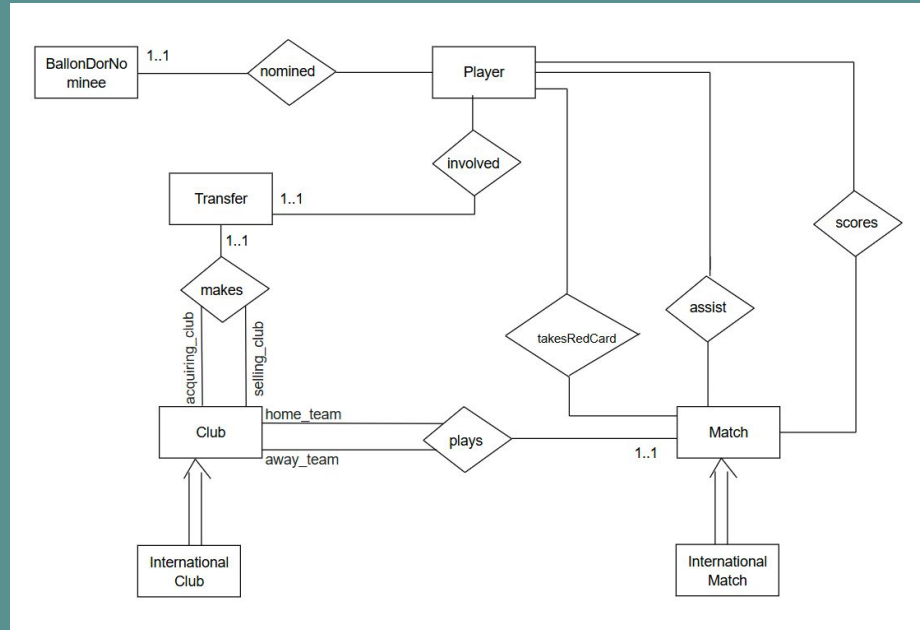 BallonDorNo
minee
1..1
nomined
Player
involved
Transfer
1..1
1..1
makes
scores
assist
takesRedCard
acquiring_club
selling_club
Club
home_team
away_team
plays
1..1
Match
International
Club
International
Match